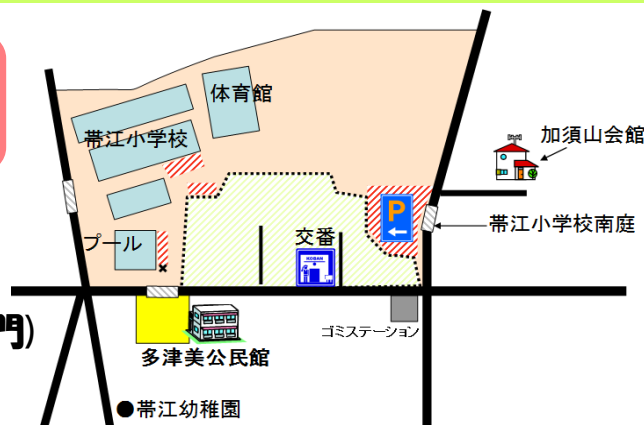 体育館
帯江小学校
加須山会館
P
帯江小学校南庭
プール
交番
KOBAN
ゴミステーション
門)
多津美公民館
●帯江幼稚園